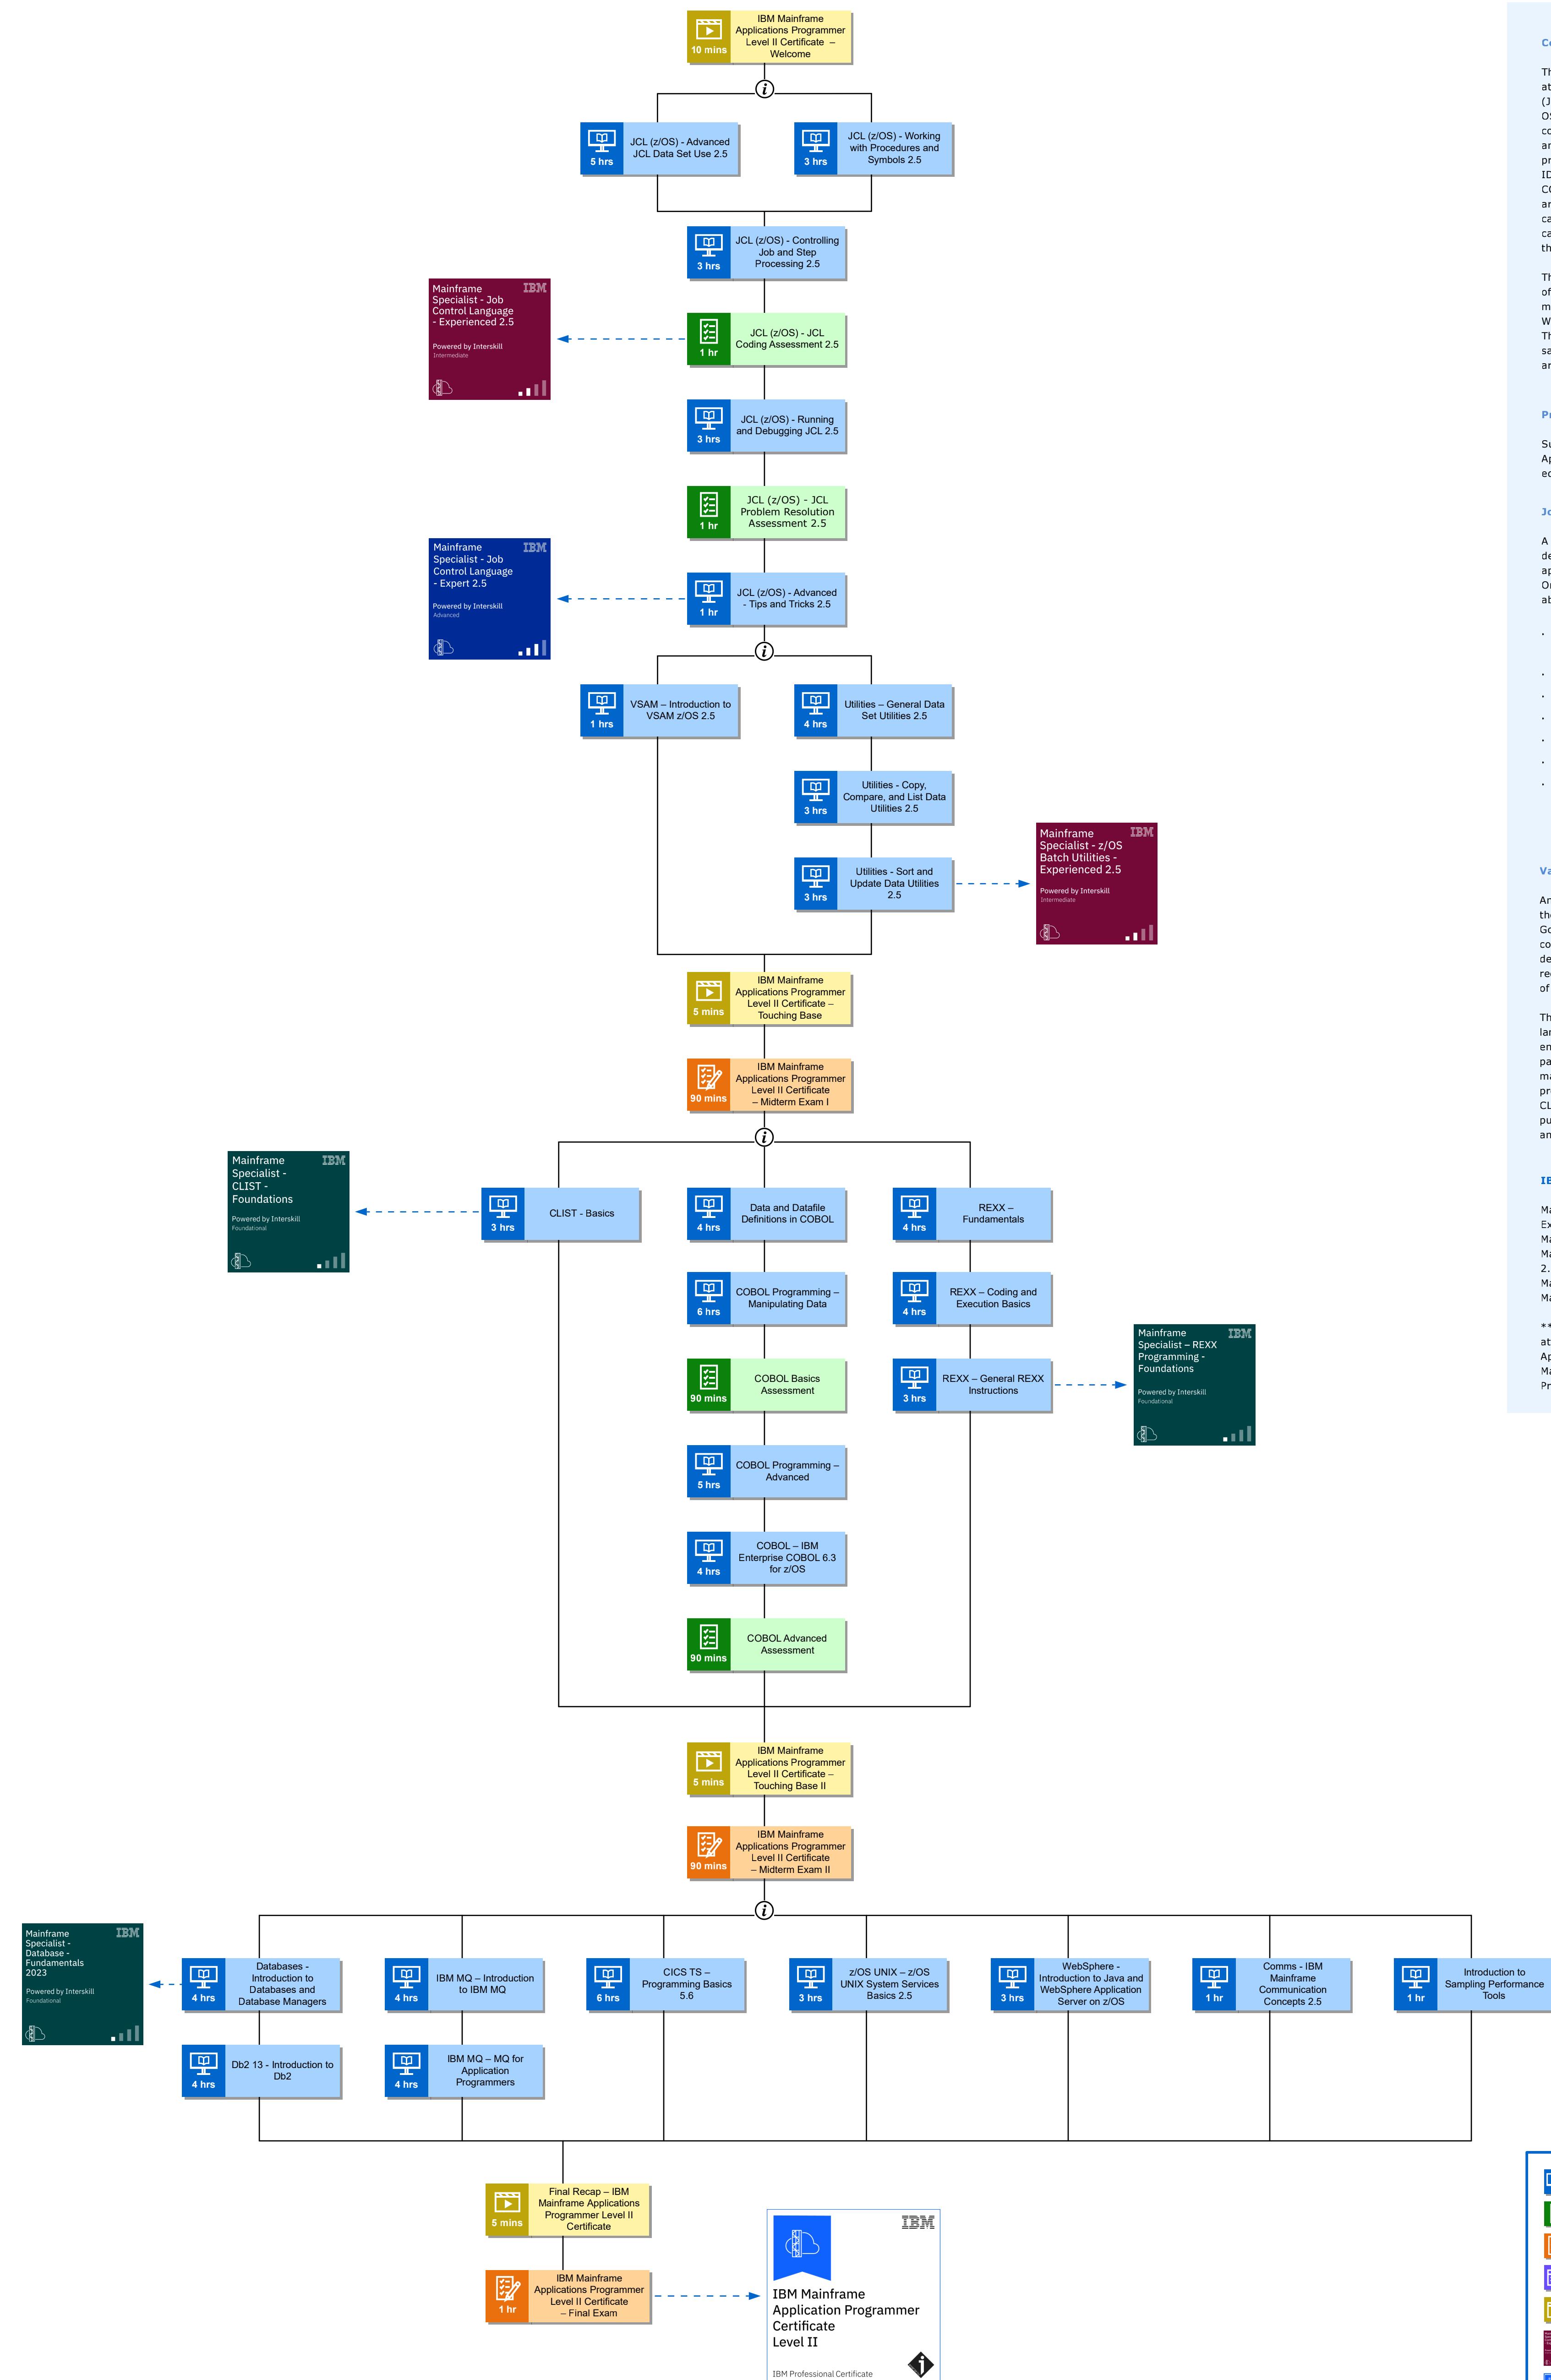 IBM Mainframe
Applications Programmer
Level II Certificate –
Welcome
10 mins
JCL (z/OS) - Advanced
JCL Data Set Use 2.5
5 hrs
JCL (z/OS) - Working
with Procedures and
Symbols 2.5
3 hrs
JCL (z/OS) - Controlling
Job and Step
Processing 2.5
3 hrs
Mainframe
Specialist - Job
Control Language
- Experienced 2.5
IBM
Powered by Interskill
Intermediate
JCL (z/OS) - JCL
Coding Assessment 2.5
1 hr
JCL (z/OS) - Running
and Debugging JCL 2.5
3 hrs
JCL (z/OS) - JCL
Problem Resolution
Assessment 2.5
1 hr
Mainframe
Specialist - Job
Control Language
- Expert 2.5
IBM
Powered by Interskill
Advanced
JCL (z/OS) - Advanced
- Tips and Tricks 2.5
1 hr
VSAM – Introduction to
VSAM z/OS 2.5
1 hrs
Utilities – General Data
Set Utilities 2.5
4 hrs
Utilities - Copy,
Compare, and List Data
Utilities 2.5
3 hrs
Utilities - Sort and
Update Data Utilities
2.5
3 hrs
Mainframe
Specialist - z/OS
Batch Utilities -
Experienced 2.5
IBM
Powered by Interskill
Intermediate
IBM Mainframe
Applications Programmer
Level II Certificate –
Touching Base
5 mins
IBM Mainframe
Applications Programmer
Level II Certificate
– Midterm Exam I
90 mins
Mainframe
Specialist -
CLIST -
Foundations
IBM
Powered by Interskill
Foundational
CLIST - Basics
3 hrs
Data and Datafile
Definitions in COBOL
4 hrs
REXX –
Fundamentals
4 hrs
COBOL Programming –
Manipulating Data
6 hrs
REXX – Coding and
Execution Basics
4 hrs
COBOL Basics
Assessment
90 mins
REXX – General REXX
Instructions
3 hrs
Mainframe
Specialist – REXX
Programming -
Foundations
IBM
Powered by Interskill
Foundational
COBOL Programming –
Advanced
5 hrs
COBOL – IBM
Enterprise COBOL 6.3
for z/OS
4 hrs
COBOL Advanced
Assessment
90 mins
IBM Mainframe
Applications Programmer
Level II Certificate –
Touching Base II
5 mins
IBM Mainframe
Applications Programmer
Level II Certificate
– Midterm Exam II
90 mins
Mainframe
Specialist -
Database -
Fundamentals
2023
IBM
Powered by Interskill
Foundational
Databases -
Introduction to
Databases and
Database Managers
4 hrs
IBM MQ – Introduction
to IBM MQ
4 hrs
CICS TS –
Programming Basics
5.6
6 hrs
z/OS UNIX – z/OS
UNIX System Services
Basics 2.5
3 hrs
WebSphere -
Introduction to Java and
WebSphere Application
Server on z/OS
3 hrs
Comms - IBM
Mainframe
Communication
Concepts 2.5
1 hr
Introduction to
Sampling Performance
Tools
1 hr
Db2 13 - Introduction to
Db2
4 hrs
IBM MQ – MQ for
Application
Programmers
4 hrs
Final Recap – IBM
Mainframe Applications
Programmer Level II
Certificate
5 mins
IBM Mainframe
Applications Programmer
Level II Certificate
– Final Exam
1 hr
IBM
IBM Mainframe
Application Programmer
Certificate
Level II
IBM Professional Certificate